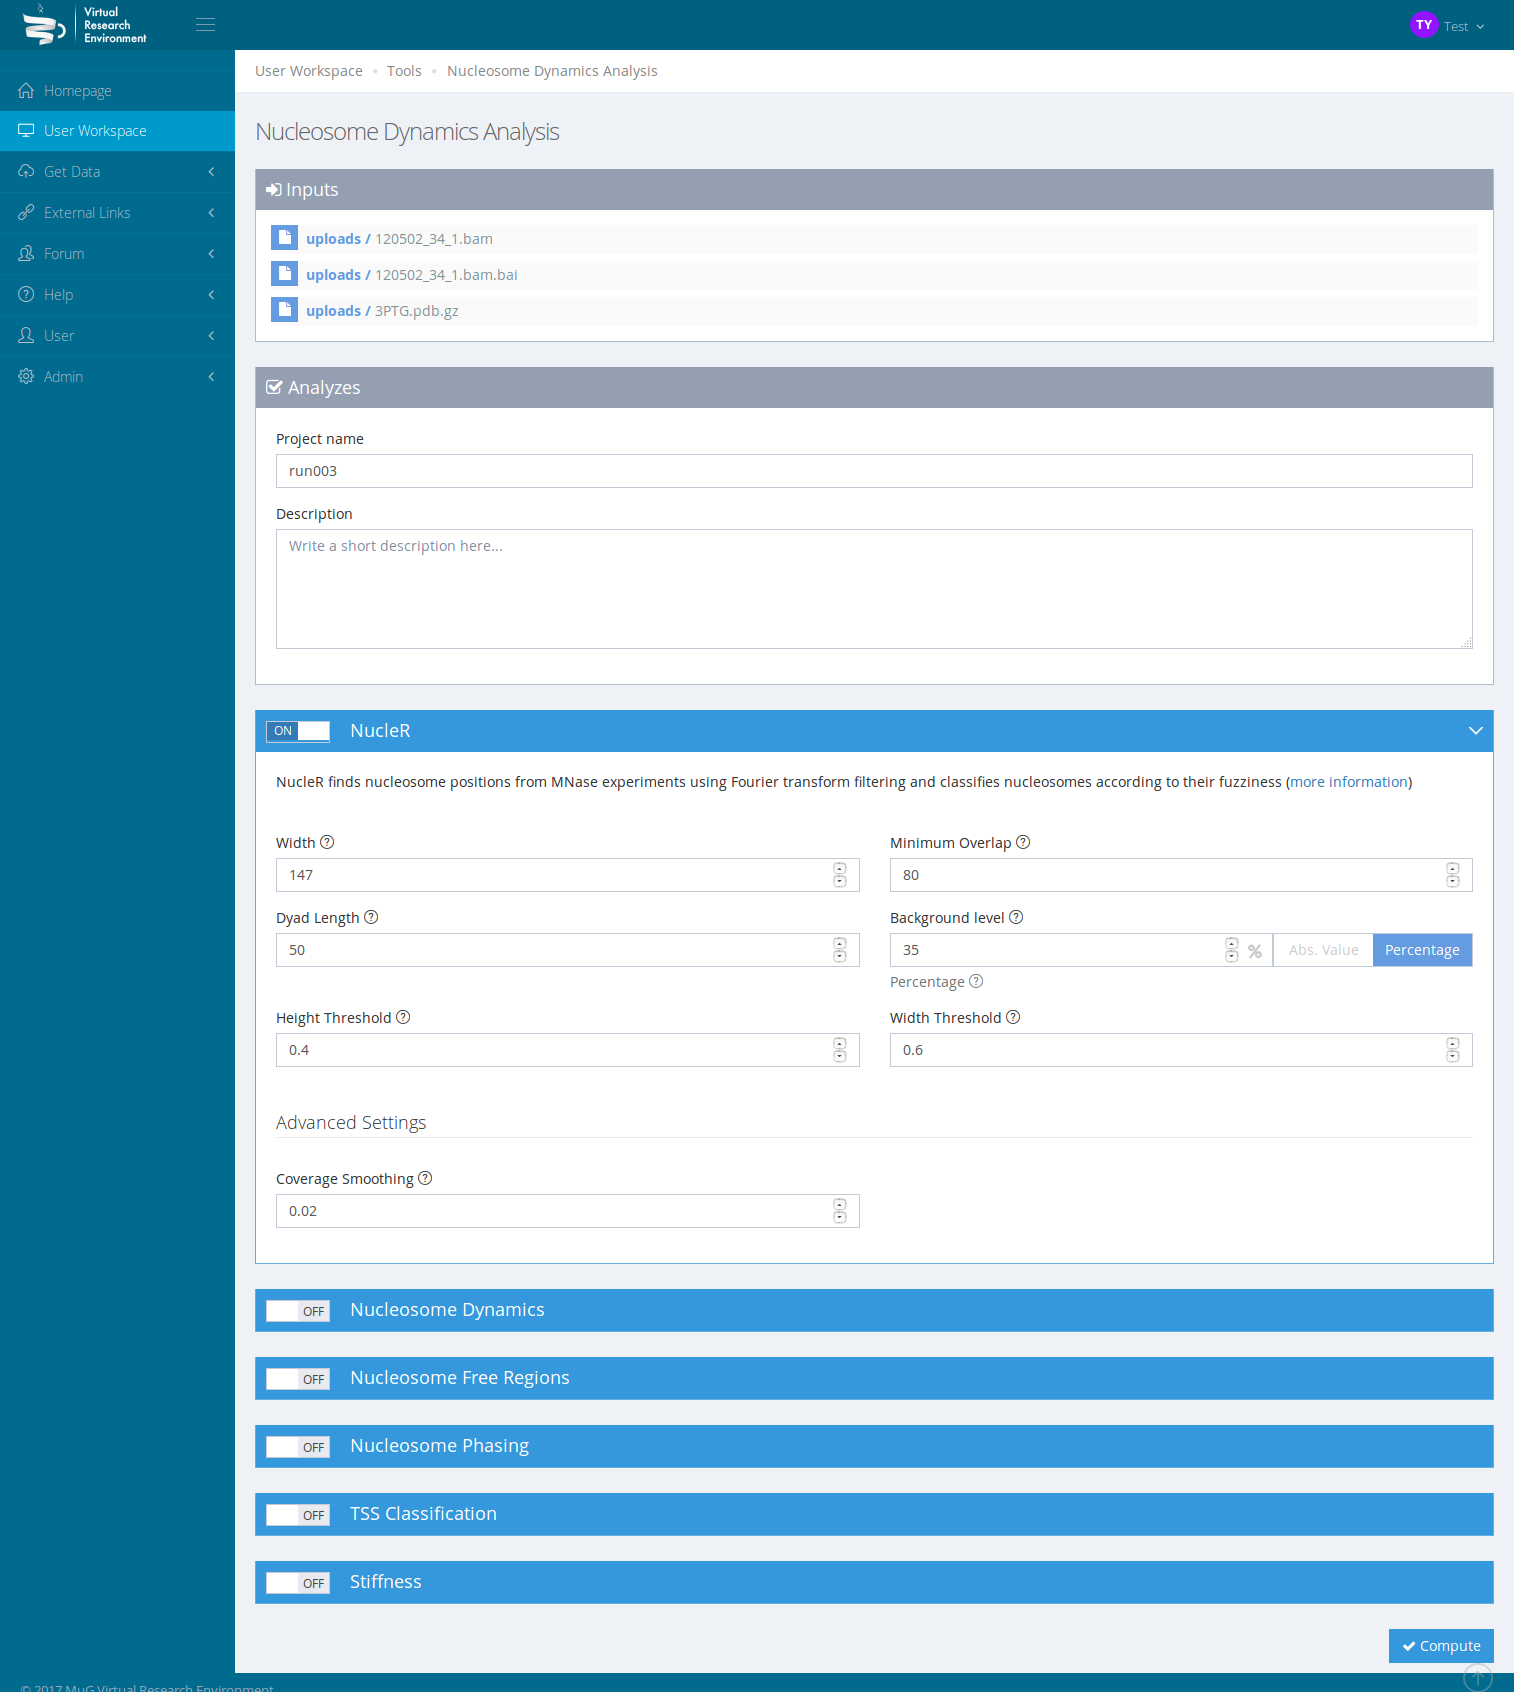 Virtual
Research
Environment
TY Test
Homepage
User Workspace
Get Data
External Links
Forum
Help
User
Admin
User Workspace Tools Nucleosome Dynamics Analysis
Nucleosome Dynamics Analysis
Inputs
uploads / 120502_34_1.bam
uploads / 120502_34_1.bam.bai
uploads / 3PTG.pdb.gz
Analyzes
Project name
run003
Description
Write a short description here...
ON NucleR
NucleR finds nucleosome positions from MNase experiments using Fourier transform filtering and classifies nucleosomes according to their fuzziness (more information)
Width ?
147
Minimum Overlap ?
80
Dyad Length ?
50
Background level ?
35 % Abs. Value Percentage
Percentage ?
Height Threshold ?
0.4
Width Threshold ?
0.6
Advanced Settings
Coverage Smoothing ?
0.02
OFF Nucleosome Dynamics
OFF Nucleosome Free Regions
OFF Nucleosome Phasing
OFF TSS Classification
OFF Stiffness
Compute
© 2017 MuG Virtual Research Environment